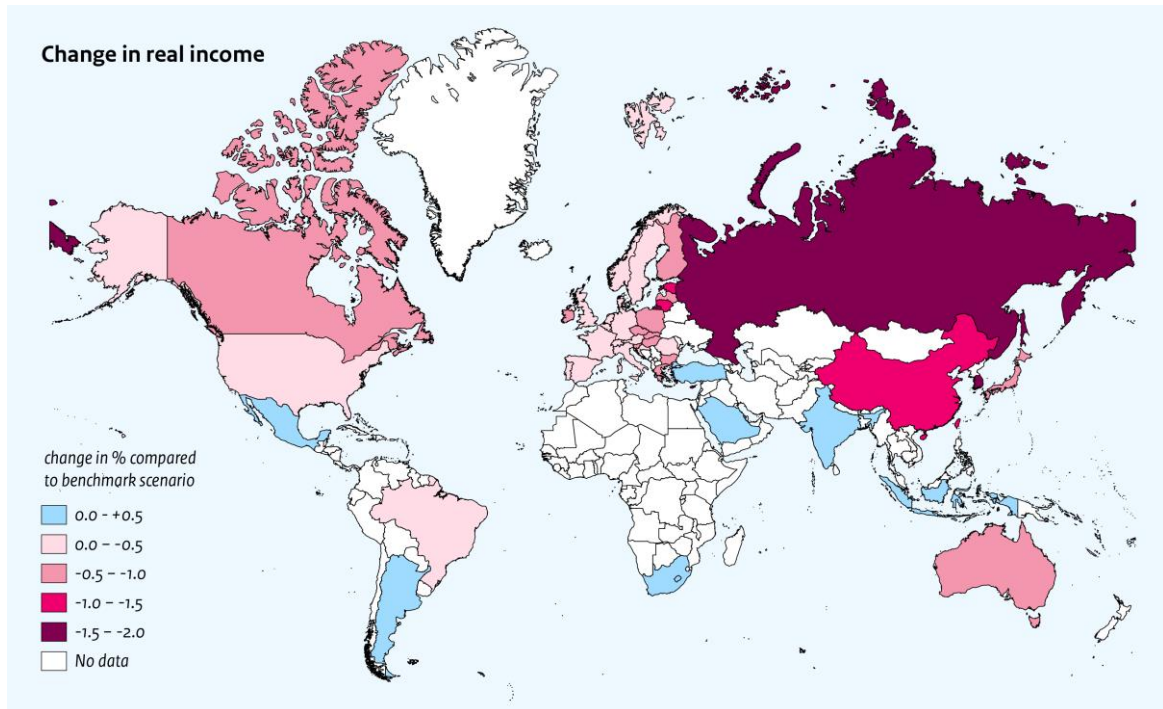 Change in real income
change in % compared
to benchmark scenario
0.0 - +0.5
0.0 – -0.5
-0.5 – -1.0
-1.0 – -1.5
-1.5 – -2.0
No data